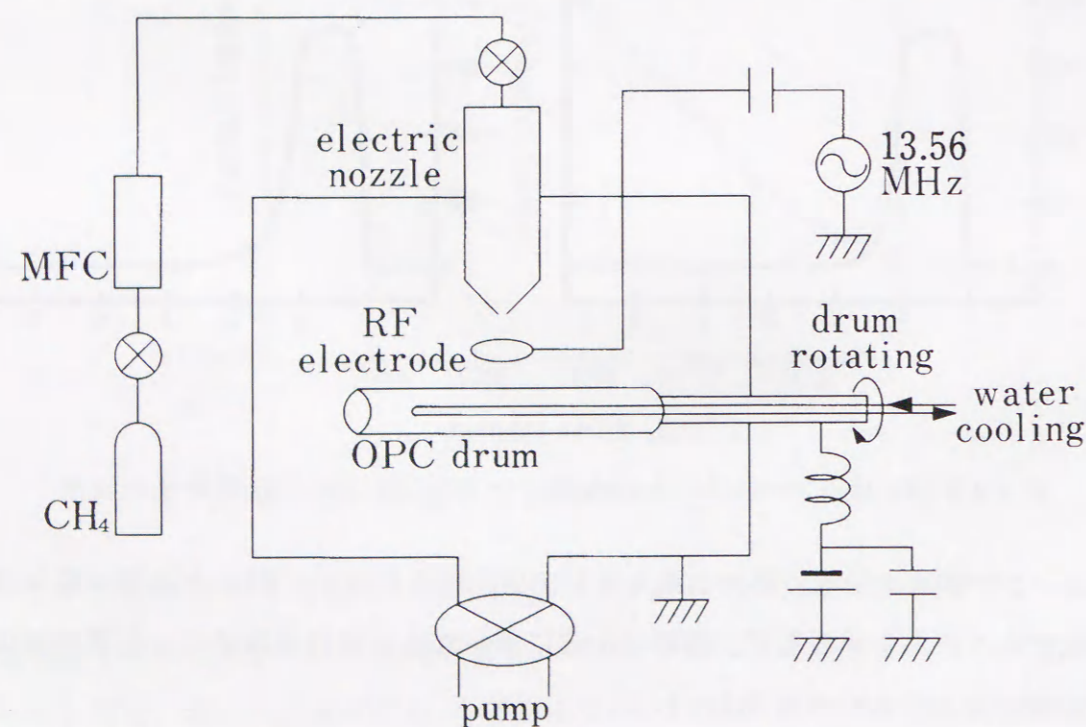 electric
nozzle
13.56
MHz
MFC
RF
electrode
drum
rotating
water
cooling
OPC drum
CH₄
pump